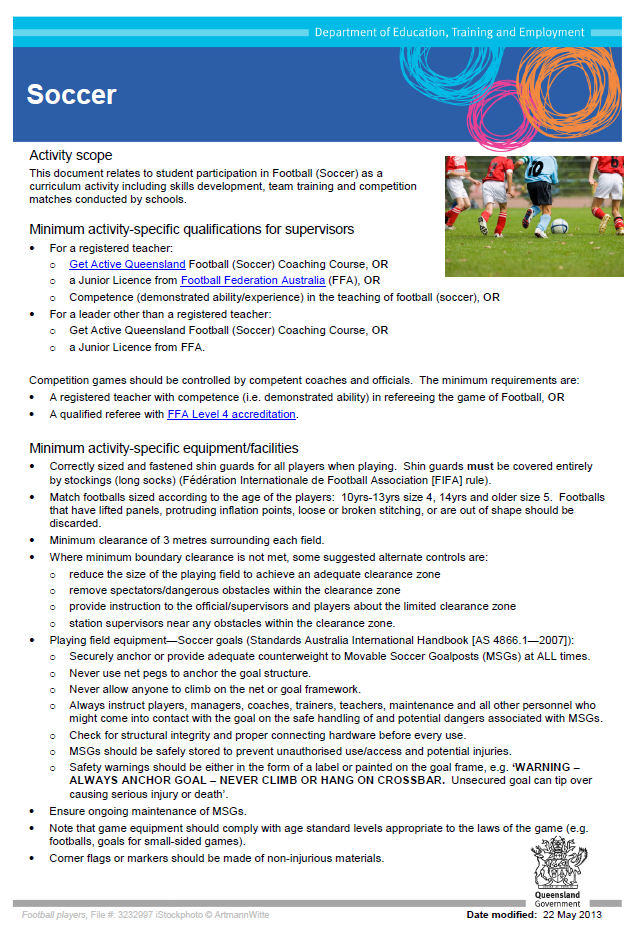 Department of Education, Training and Employment
Soccer
Activity scope
This document relates to student participation in Football (Soccer) as a
curriculum activity including skills development, team training and competition
matches conducted by schools.
10
Minimum activity-specific qualifications for supervisors
• For a registered teacher:
o Get Active Queensland Football (Soccer) Coaching Course, OR
o a Junior Licence from Football Federation Australia (FFA), OR
o Competence (demonstrated ability/experience) in the teaching of football (soccer), OR
• For a leader other than a registered teacher:
o Get Active Queensland Football (Soccer) Coaching Course, OR
o a Junior Licence from FFA.
Competition games should be controlled by competent coaches and officials. The minimum requirements are:
• A registered teacher with competence (i.e. demonstrated ability) in refereeing the game of Football, OR
• A qualified referee with FFA Level 4 accreditation.
Minimum activity-specific equipment/facilities
• Correctly sized and fastened shin guards for all players when playing. Shin guards must be covered entirely
by stockings (long socks) (Fédération Internationale de Football Association [FIFA] rule).
• Match footballs sized according to the age of the players: 10yrs-13yrs size 4, 14yrs and older size 5. Footballs
that have lifted panels, protruding inflation points, loose or broken stitching, or are out of shape should be
discarded.
• Minimum clearance of 3 metres surrounding each field.
• Where minimum boundary clearance is not met, some suggested alternate controls are:
o reduce the size of the playing field to achieve an adequate clearance zone
o remove spectators/dangerous obstacles within the clearance zone
o provide instruction to the official/supervisors and players about the limited clearance zone
o station supervisors near any obstacles within the clearance zone.
• Playing field equipment—Soccer goals (Standards Australia International Handbook [AS 4866.1—2007]):
o Securely anchor or provide adequate counterweight to Movable Soccer Goalposts (MSGs) at ALL times.
o Never use net pegs to anchor the goal structure.
o Never allow anyone to climb on the net or goal framework.
o Always instruct players, managers, coaches, trainers, teachers, maintenance and all other personnel who
might come into contact with the goal on the safe handling of and potential dangers associated with MSGs.
o Check for structural integrity and proper connecting hardware before every use.
o MSGs should be safely stored to prevent unauthorised use/access and potential injuries.
o Safety warnings should be either in the form of a label or painted on the goal frame, e.g. ‘WARNING –
ALWAYS ANCHOR GOAL – NEVER CLIMB OR HANG ON CROSSBAR. Unsecured goal can tip over
causing serious injury or death’.
• Ensure ongoing maintenance of MSGs.
• Note that game equipment should comply with age standard levels appropriate to the laws of the game (e.g.
footballs, goals for small-sided games).
• Corner flags or markers should be made of non-injurious materials.
Queensland
Government
Football players, File #: 3232997 iStockphoto © ArtmannWitte
Date modified: 22 May 2013